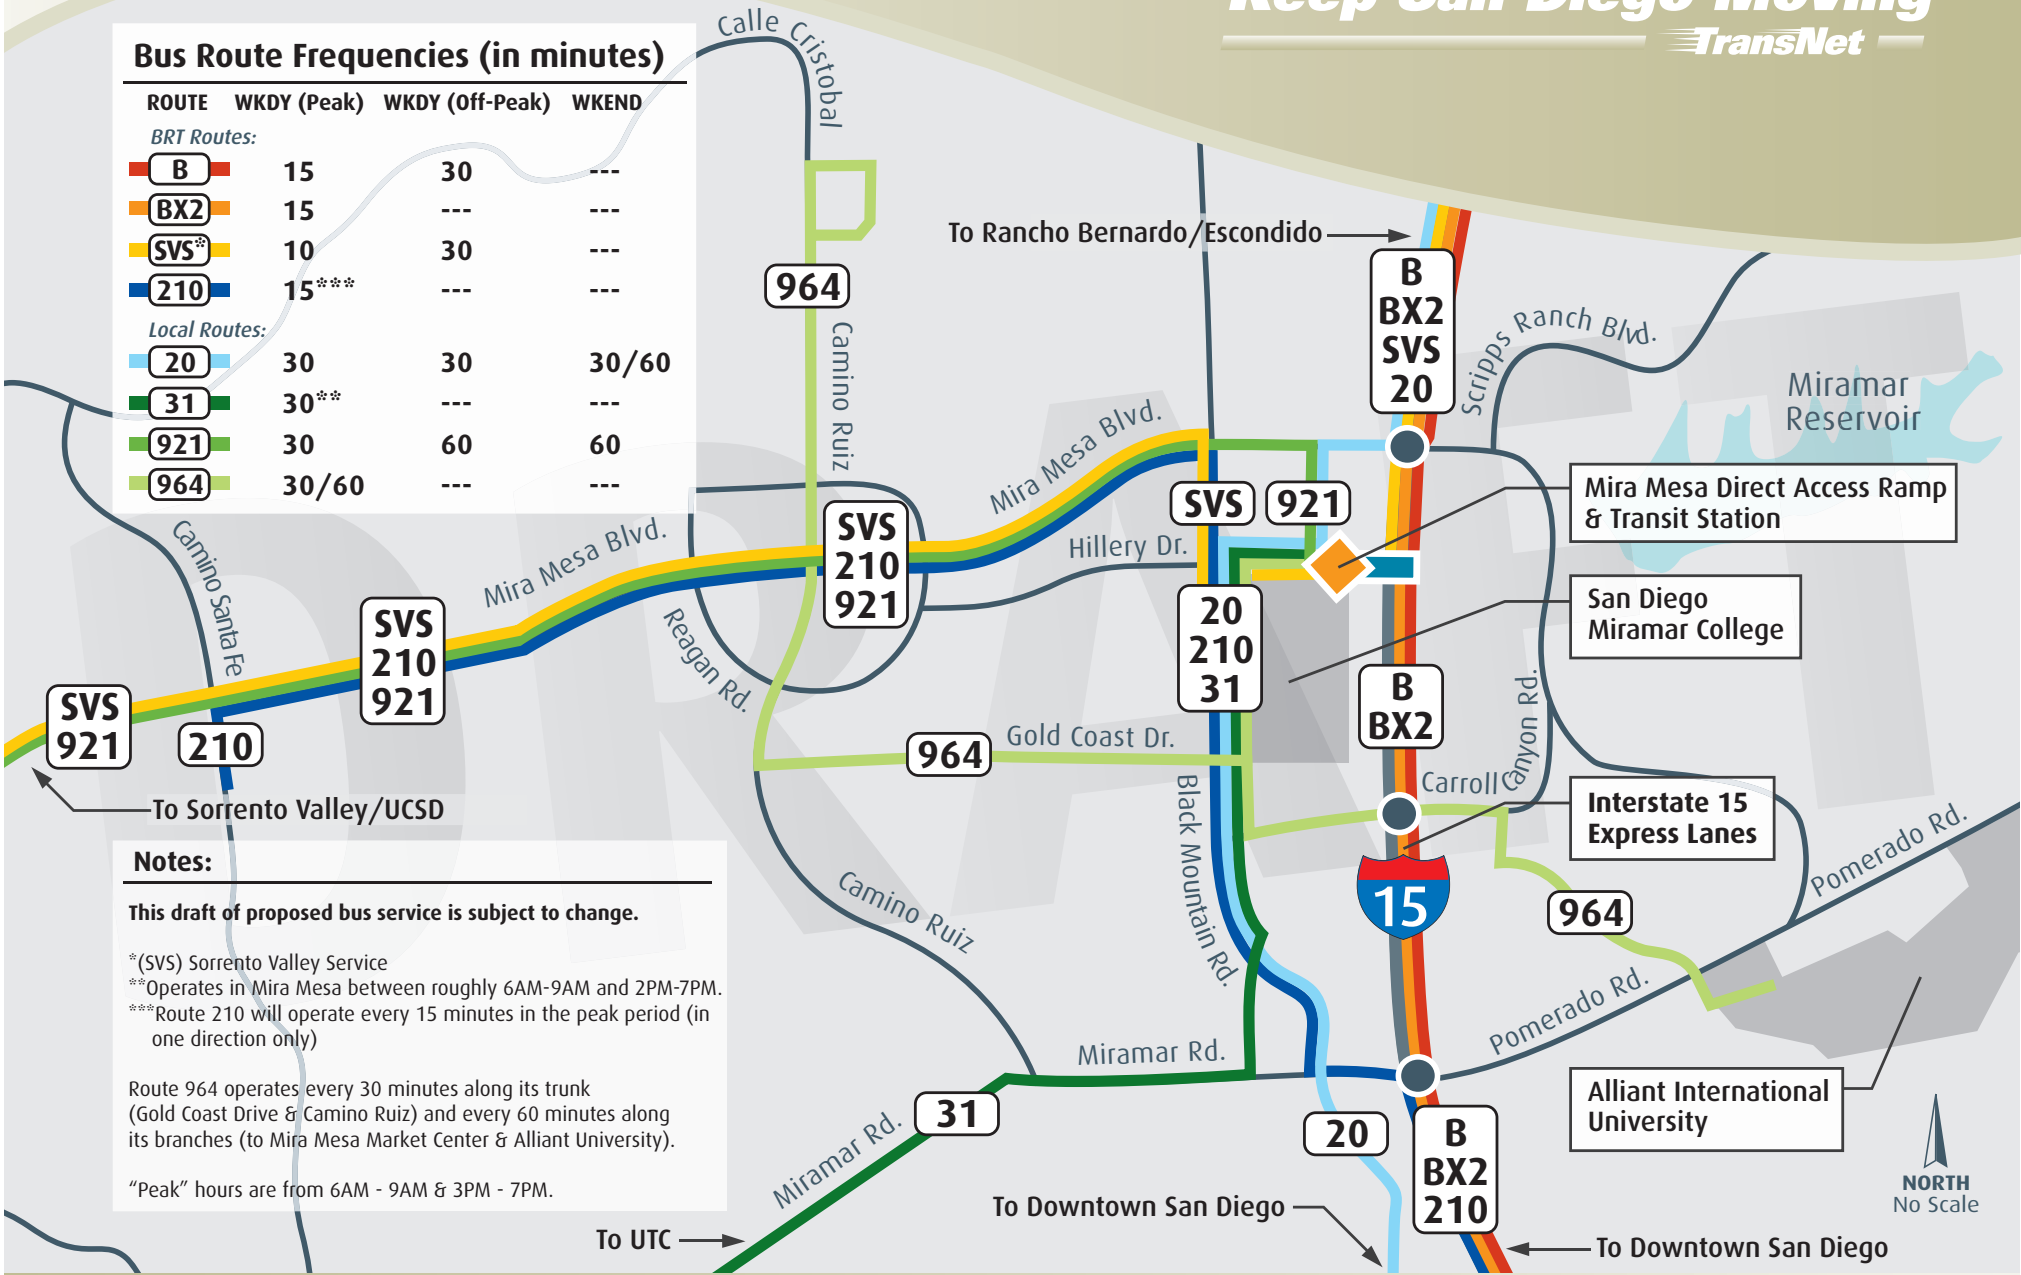 Keep San Diego Moving
TransNet
Bus Route Frequencies (in minutes)
ROUTE WKDY (Peak) WKDY (Off-Peak) WKEND
BRT Routes:
B 15 30 ---
BX2 15 --- ---
SVS* 10 30 ---
210 15*** --- ---
Local Routes:
20 30 30 30/60
31 30** --- ---
921 30 60 60
964 30/60 --- ---
Calle Cristobal
964
Camino Ruiz
To Rancho Bernardo/Escondido
B
BX2
SVS
20
Scripps Ranch Blvd.
Miramar
Reservoir
Mira Mesa Blvd.
SVS
921
Mira Mesa Direct Access Ramp
& Transit Station
Hillery Dr.
SVS
210
921
Mira Mesa Blvd.
Camino Santa Fe
Reagan Rd.
San Diego
Miramar College
20
210
31
SVS
210
921
B
BX2
SVS
921
210
964
Gold Coast Dr.
Carroll Canyon Rd.
Black Mountain Rd.
To Sorrento Valley/UCSD
Interstate 15
Express Lanes
Pomerado Rd.
15
964
Camino Ruiz
DRAFT
Notes:
This draft of proposed bus service is subject to change.
*(SVS) Sorrento Valley Service
**Operates in Mira Mesa between roughly 6AM-9AM and 2PM-7PM.
***Route 210 will operate every 15 minutes in the peak period (in
one direction only)
Route 964 operates every 30 minutes along its trunk
(Gold Coast Drive & Camino Ruiz) and every 60 minutes along
its branches (to Mira Mesa Market Center & Alliant University).
"Peak" hours are from 6AM - 9AM & 3PM - 7PM.
Pomerado Rd.
Miramar Rd.
31
Miramar Rd.
20
B
BX2
210
Alliant International
University
NORTH
No Scale
To Downtown San Diego
To UTC
To Downtown San Diego